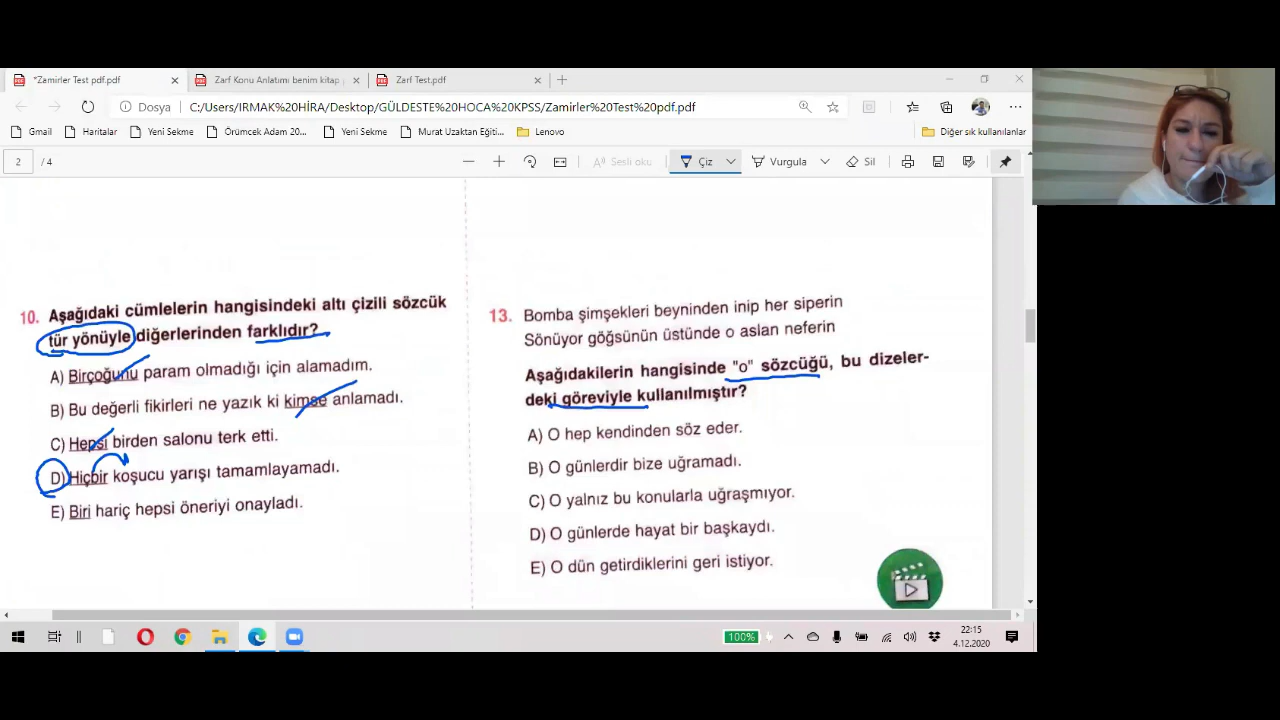 *Zamirler Test pdf.pdf
Zarf Konu Anlatımı benim kitap
Zarf Test.pdf
Dosya
C:/Users/IRMAK%20HİRA/Desktop/GÜLDESTE%20HOCA%20KPSS/Zamirler%20Test%20pdf.pdf
Gmail
Haritalar
Yeni Sekme
Örümcek Adam 20...
Yeni Sekme
Murat Uzaktan Eğiti...
Lenovo
Diğer sık kullanılanlar
2 / 4
Sesli oku
Çiz
Vurgula
Sil
10. Aşağıdaki cümlelerin hangisindeki altı çizili sözcük
tür yönüyle diğerlerinden farklıdır?
A) Birçoğunu param olmadığı için alamadım.
B) Bu değerli fikirleri ne yazık ki kimse anlamadı.
C) Hepsi birden salonu terk etti.
D) Hiçbir koşucu yarışı tamamlayamadı.
E) Biri hariç hepsi öneriyi onayladı.
13. Bomba şimşekleri beyninden inip her siperin
Sönüyor göğsünün üstünde o aslan neferin
Aşağıdakilerin hangisinde "o" sözcüğü, bu dizeler-
deki göreviyle kullanılmıştır?
A) O hep kendinden söz eder.
B) O günlerdir bize uğramadı.
C) O yalnız bu konularla uğraşmıyor.
D) O günlerde hayat bir başkaydı.
E) O dün getirdiklerini geri istiyor.
100%
22:15
4.12.2020